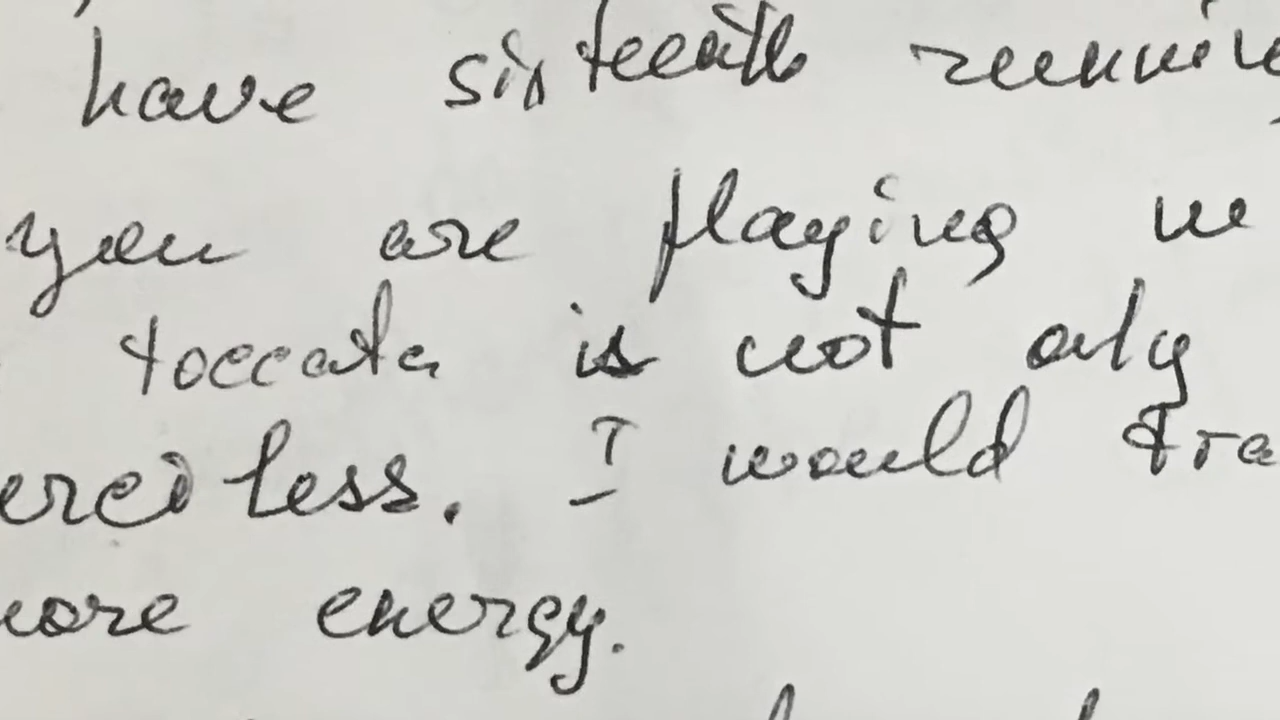 have sixteenth
you are playing
toccata is not only
less. I would
energy.